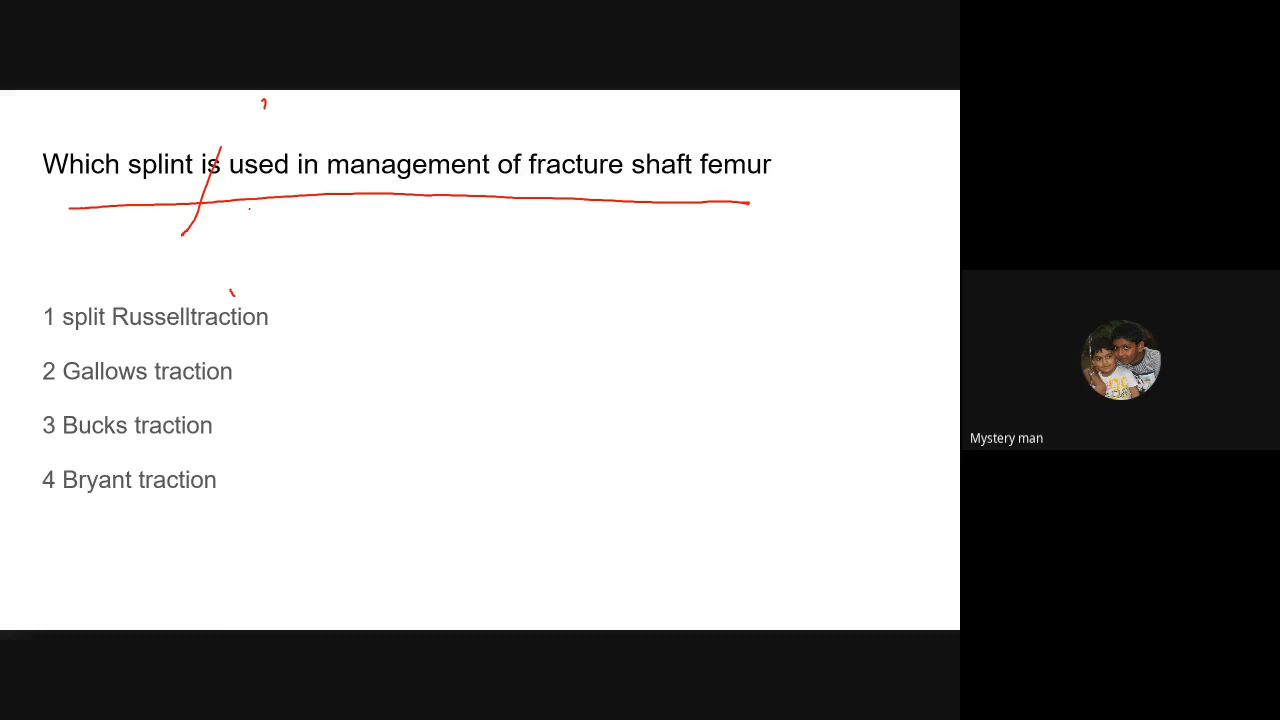 Which splint is used in management of fracture shaft femur
1 split Russelltraction
2 Gallows traction
3 Bucks traction
4 Bryant traction
Mystery man